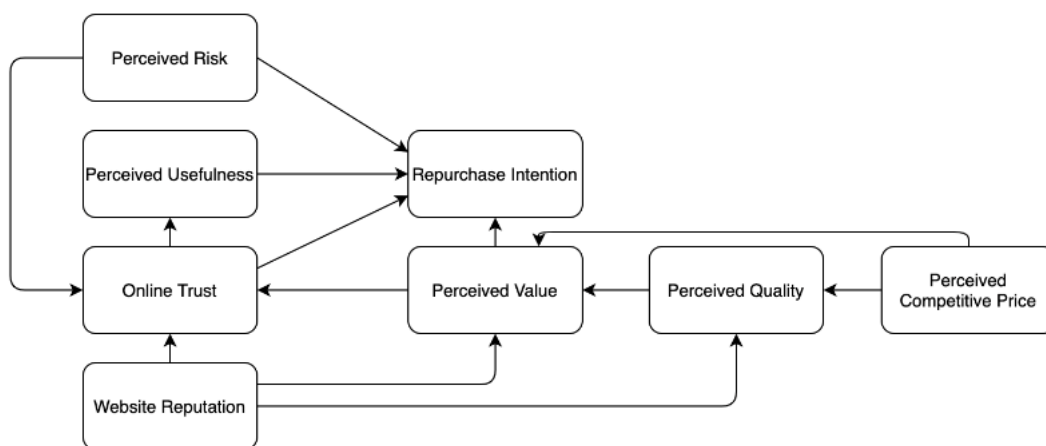 Perceived Risk
Perceived Usefulness
Repurchase Intention
Online Trust
Perceived Value
Perceived Quality
Perceived
Competitive Price
Website Reputation